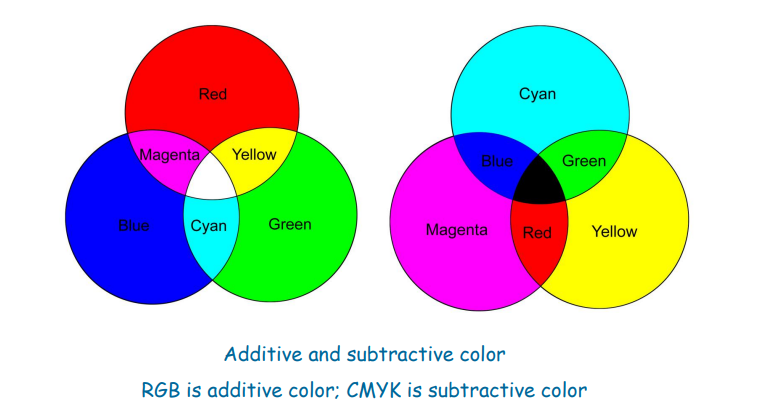 Red
Magenta
Yellow
Blue
Cyan
Green
Cyan
Blue
Green
Magenta
Red
Yellow
Additive and subtractive color
RGB is additive color; CMYK is subtractive color